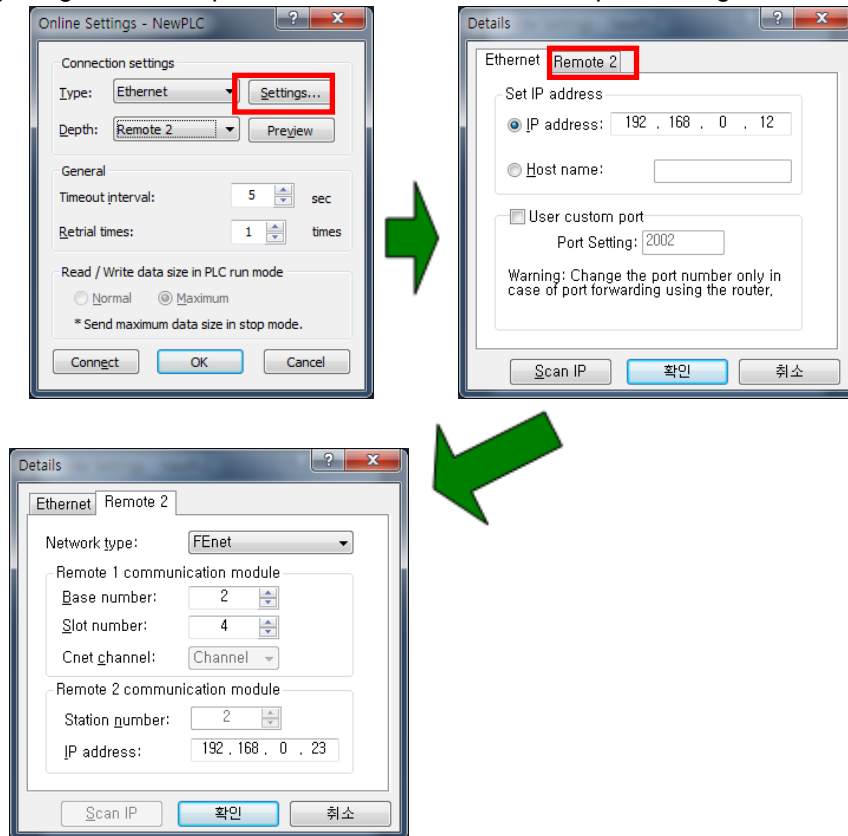 Online Settings - NewPLC
Connection settings
Type: Ethernet Settings...
Depth: Remote 2 Preview
General
Timeout interval: 5 sec
Retrial times: 1 times
Read / Write data size in PLC run mode
Normal Maximum
* Send maximum data size in stop mode.
Connect OK Cancel
Details
Ethernet Remote 2
Set IP address
IP address: 192 . 168 . 0 . 12
Host name:
User custom port
Port Setting: 2002
Warning: Change the port number only in
case of port forwarding using the router,
Scan IP 확인 취소
Details
Ethernet Remote 2
Network type: FEnet
Remote 1 communication module
Base number: 2
Slot number: 4
Cnet channel: Channel
Remote 2 communication module
Station number: 2
IP address: 192 . 168 . 0 . 23
Scan IP 확인 취소